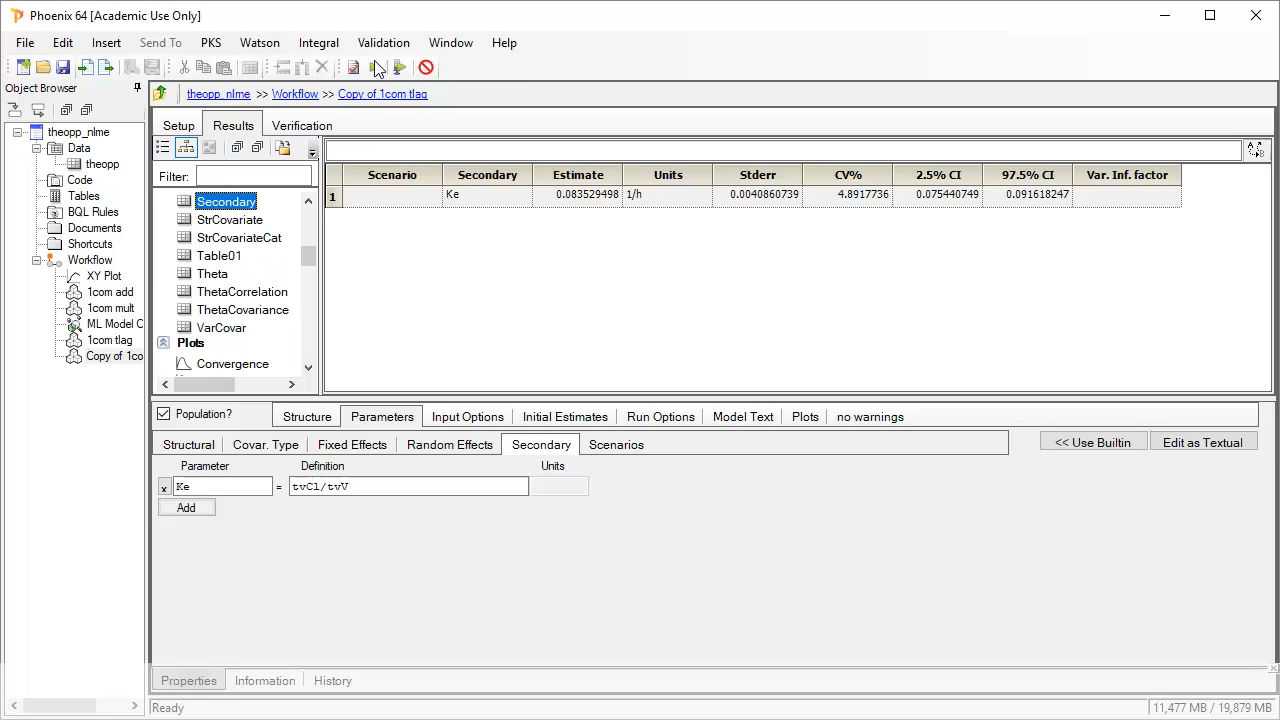 Phoenix 64 [Academic Use Only]
File Edit Insert Send To PKS Watson Integral Validation Window Help
Object Browser
theopp_nlme >> Workflow >> Copy of 1com tlag
theopp_nlme
Data
theopp
Code
Tables
BQL Rules
Documents
Shortcuts
Workflow
XY Plot
1com add
1com mult
ML Model C
1com tlag
Copy of 1co
Setup Results Verification
Filter:
Secondary
StrCovariate
StrCovariateCat
Table01
Theta
ThetaCorrelation
ThetaCovariance
VarCovar
Plots
Convergence
Scenario Secondary Estimate Units Stderr CV% 2.5% CI 97.5% CI Var. Inf. factor
1 Ke 0.083529498 1/h 0.0040860739 4.8917736 0.075440749 0.091618247
Population? Structure Parameters Input Options Initial Estimates Run Options Model Text Plots no warnings
Structural Covar. Type Fixed Effects Random Effects Secondary Scenarios << Use Builtin Edit as Textual
Parameter Definition Units
x Ke = tvCl/tvV
Add
Properties Information History
Ready 11,477 MB / 19,879 MB